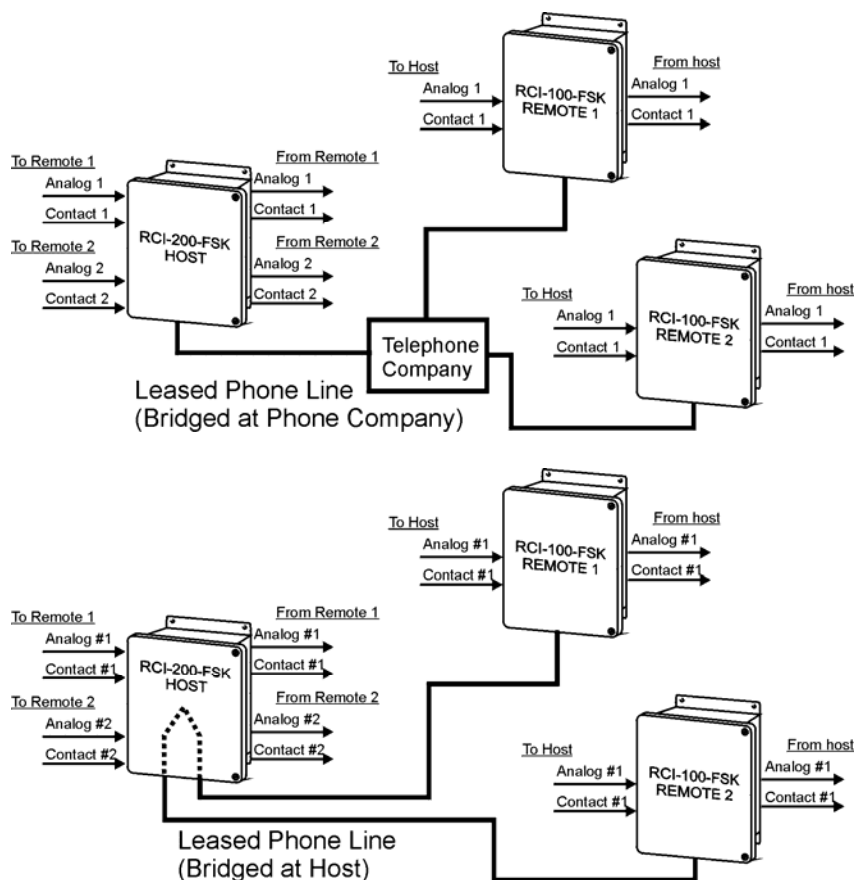 To Host
Analog 1
Contact 1
RCI-100-FSK
REMOTE 1
From host
Analog 1
Contact 1
To Remote 1
Analog 1
Contact 1
To Remote 2
Analog 2
Contact 2
RCI-200-FSK
HOST
From Remote 1
Analog 1
Contact 1
From Remote 2
Analog 2
Contact 2
To Host
Analog 1
Contact 1
RCI-100-FSK
REMOTE 2
From host
Analog 1
Contact 1
Telephone
Company
Leased Phone Line
(Bridged at Phone Company)
To Host
Analog #1
Contact #1
RCI-100-FSK
REMOTE 1
From host
Analog #1
Contact #1
To Remote 1
Analog #1
Contact #1
To Remote 2
Analog #2
Contact #2
RCI-200-FSK
HOST
From Remote 1
Analog #1
Contact #1
From Remote 2
Analog #2
Contact #2
To Host
Analog #1
Contact #1
RCI-100-FSK
REMOTE 2
From host
Analog #1
Contact #1
Leased Phone Line
(Bridged at Host)